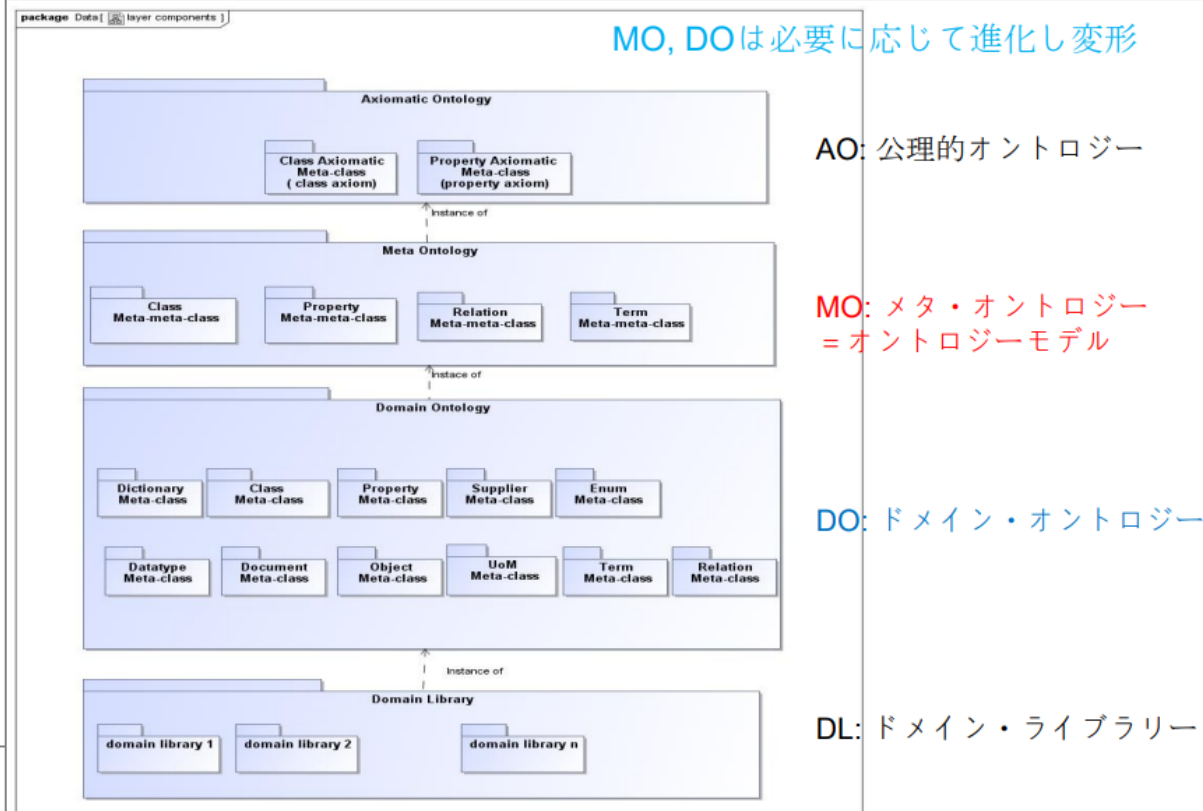 package Data[ layer components ]
MO, DOは必要に応じて進化し変形
Axiomatic Ontology
Class Axiomatic
Meta-class
( class axiom)
Property Axiomatic
Meta-class
(property axiom)
AO: 公理的オントロジー
Instance of
Meta Ontology
Class
Meta-meta-class
Property
Meta-meta-class
Relation
Meta-meta-class
Term
Meta-meta-class
MO: メタ・オントロジー
=オントロジーモデル
Instace of
Domain Ontology
Dictionary
Meta-class
Class
Meta-class
Property
Meta-class
Supplier
Meta-class
Enum
Meta-class
DO: ドメイン・オントロジー
Datatype
Meta-class
Document
Meta-class
Object
Meta-class
UoM
Meta-class
Term
Meta-class
Relation
Meta-class
Instance of
Domain Library
domain library 1
domain library 2
domain library n
DL: ドメイン・ライブラリー